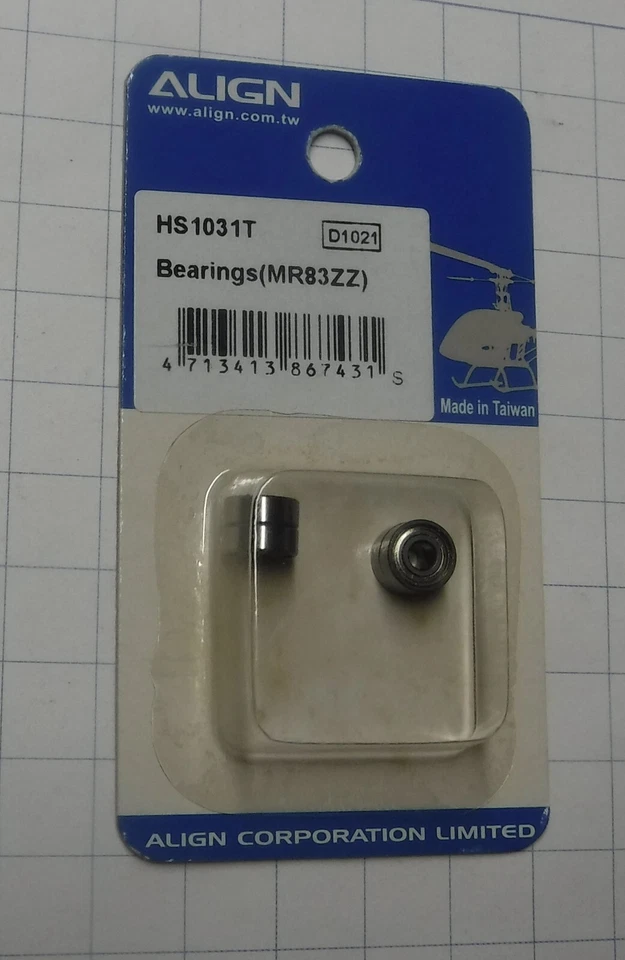 ALIGN
www.align.com.tw
HS1031T D1021
Bearings(MR83ZZ)
4 713413 867431 S
Made in Taiwan
ALIGN CORPORATION LIMITED